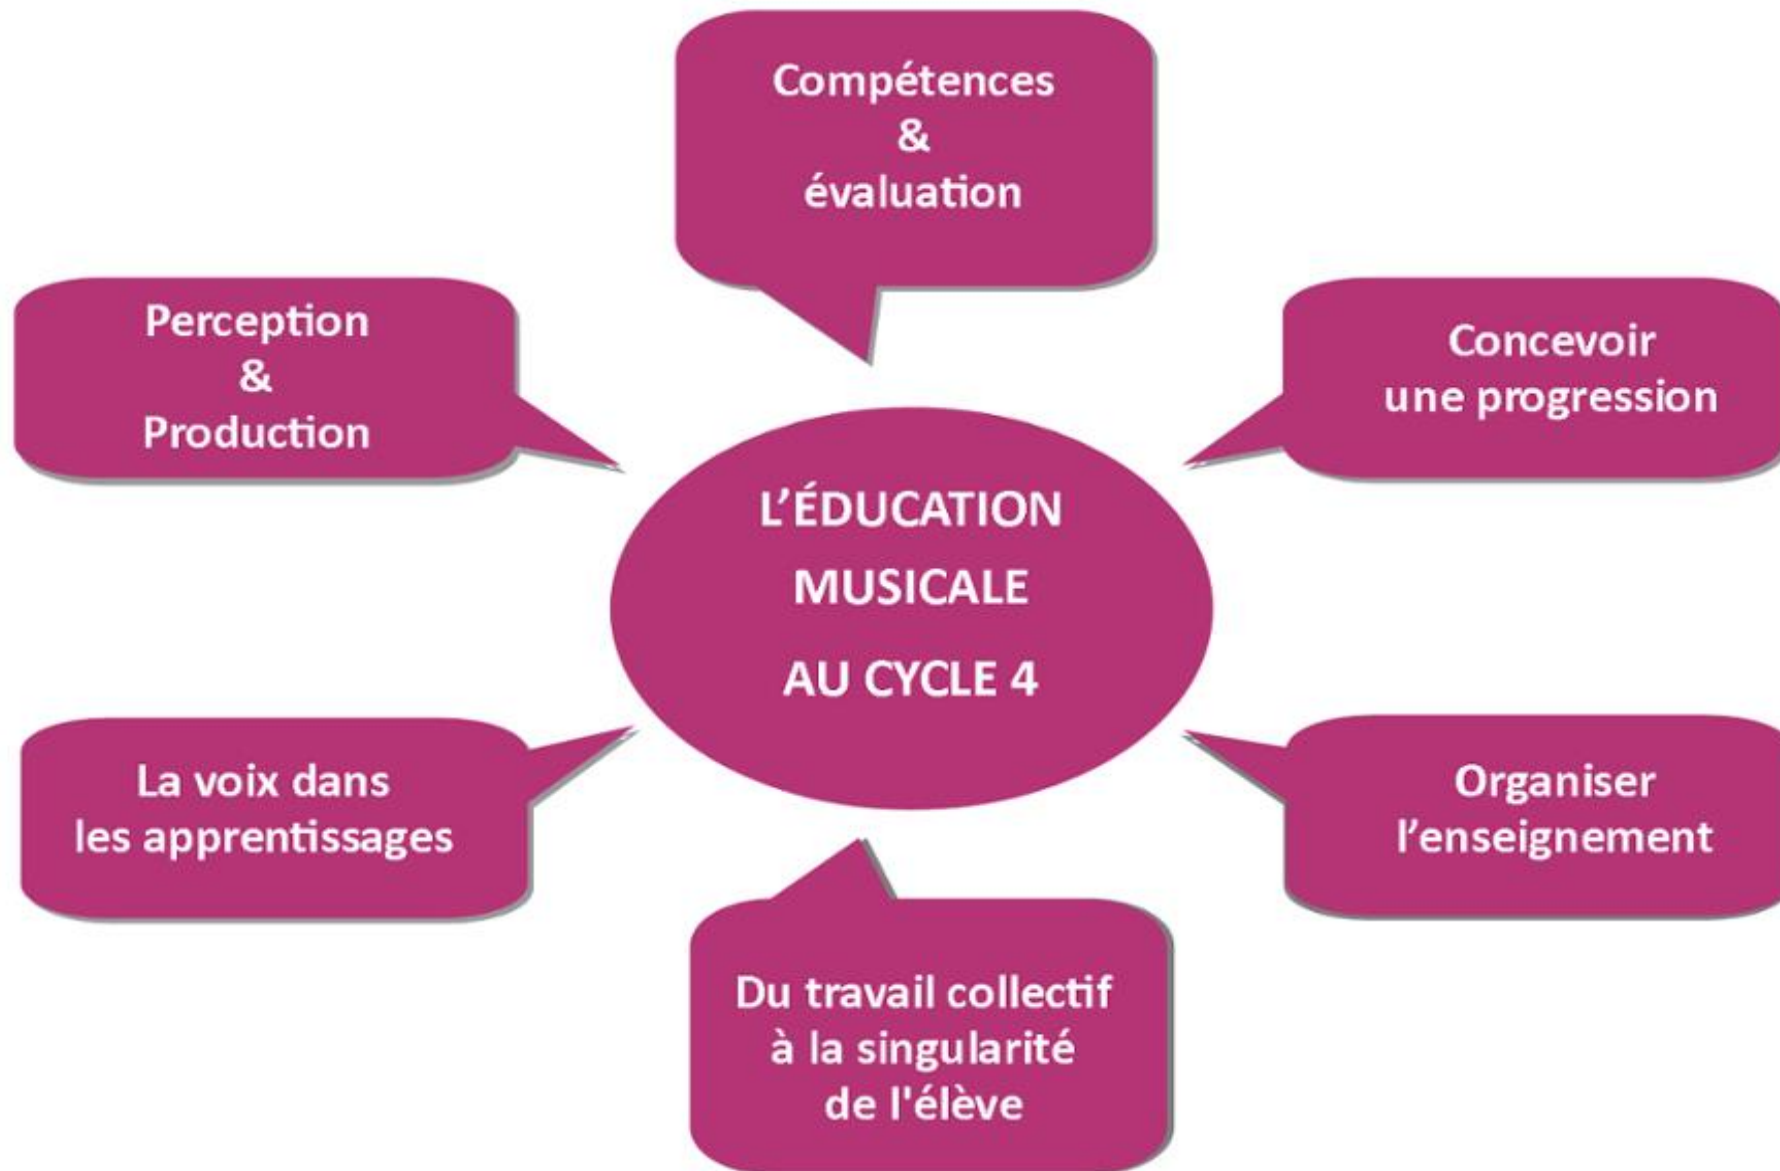 Compétences
&
évaluation
Perception
&
Production
Concevoir
une progression
L’ÉDUCATION
MUSICALE
AU CYCLE 4
La voix dans
les apprentissages
Organiser
l’enseignement
Du travail collectif
à la singularité
de l'élève